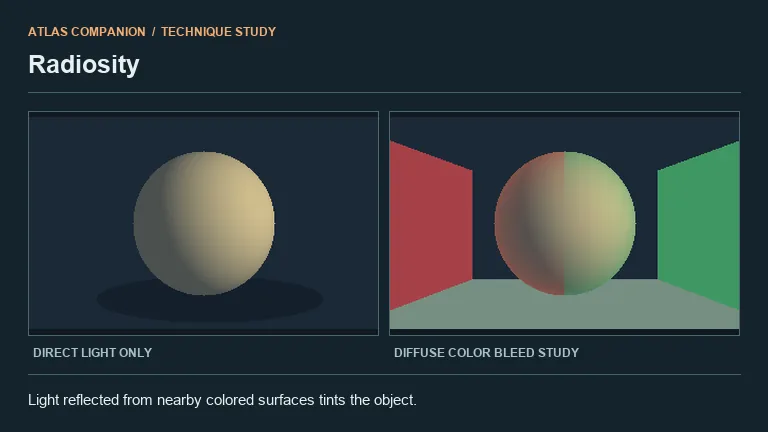 ATLAS COMPANION / TECHNIQUE STUDY
Radiosity
DIRECT LIGHT ONLY
DIFFUSE COLOR BLEED STUDY
Light reflected from nearby colored surfaces tints the object.